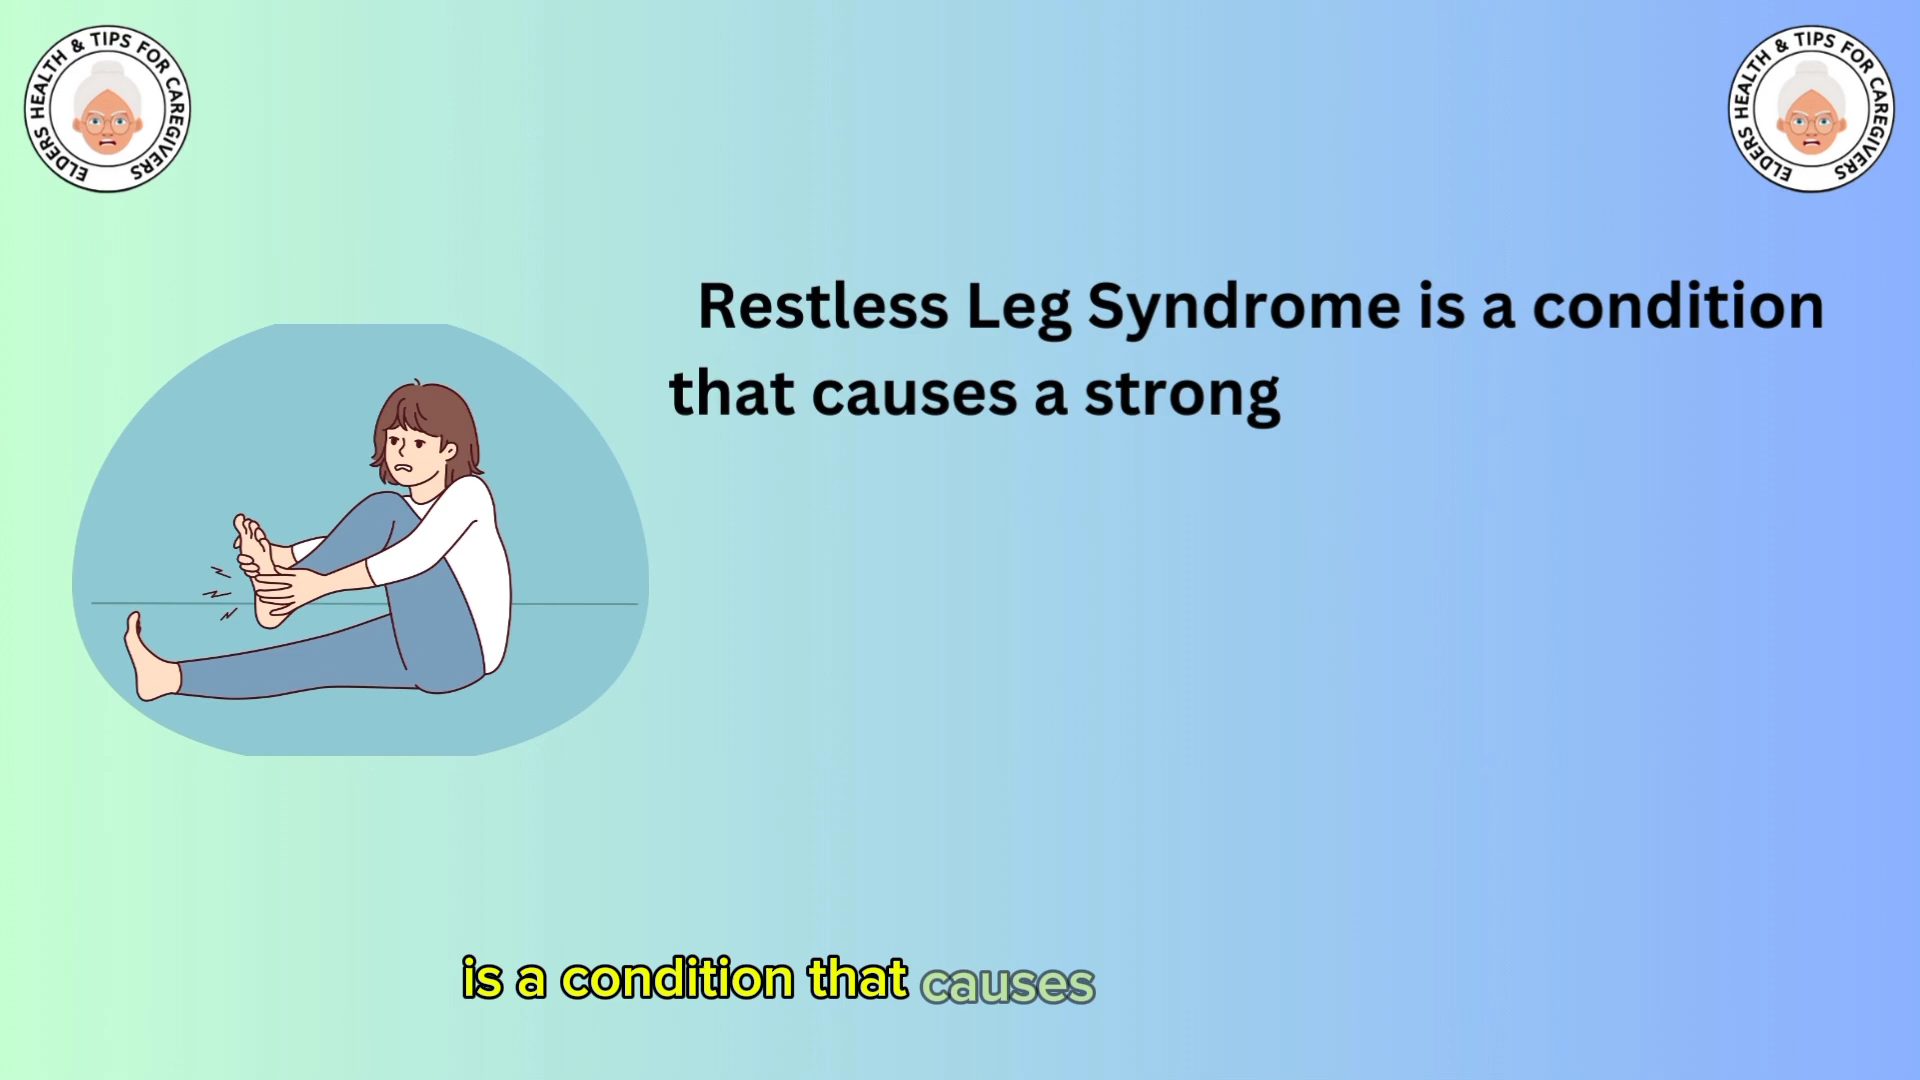 ELDERS HEALTH & TIPS FOR CAREGIVERS
ELDERS HEALTH & TIPS FOR CAREGIVERS
Restless Leg Syndrome is a condition
that causes a strong
is a condition that causes